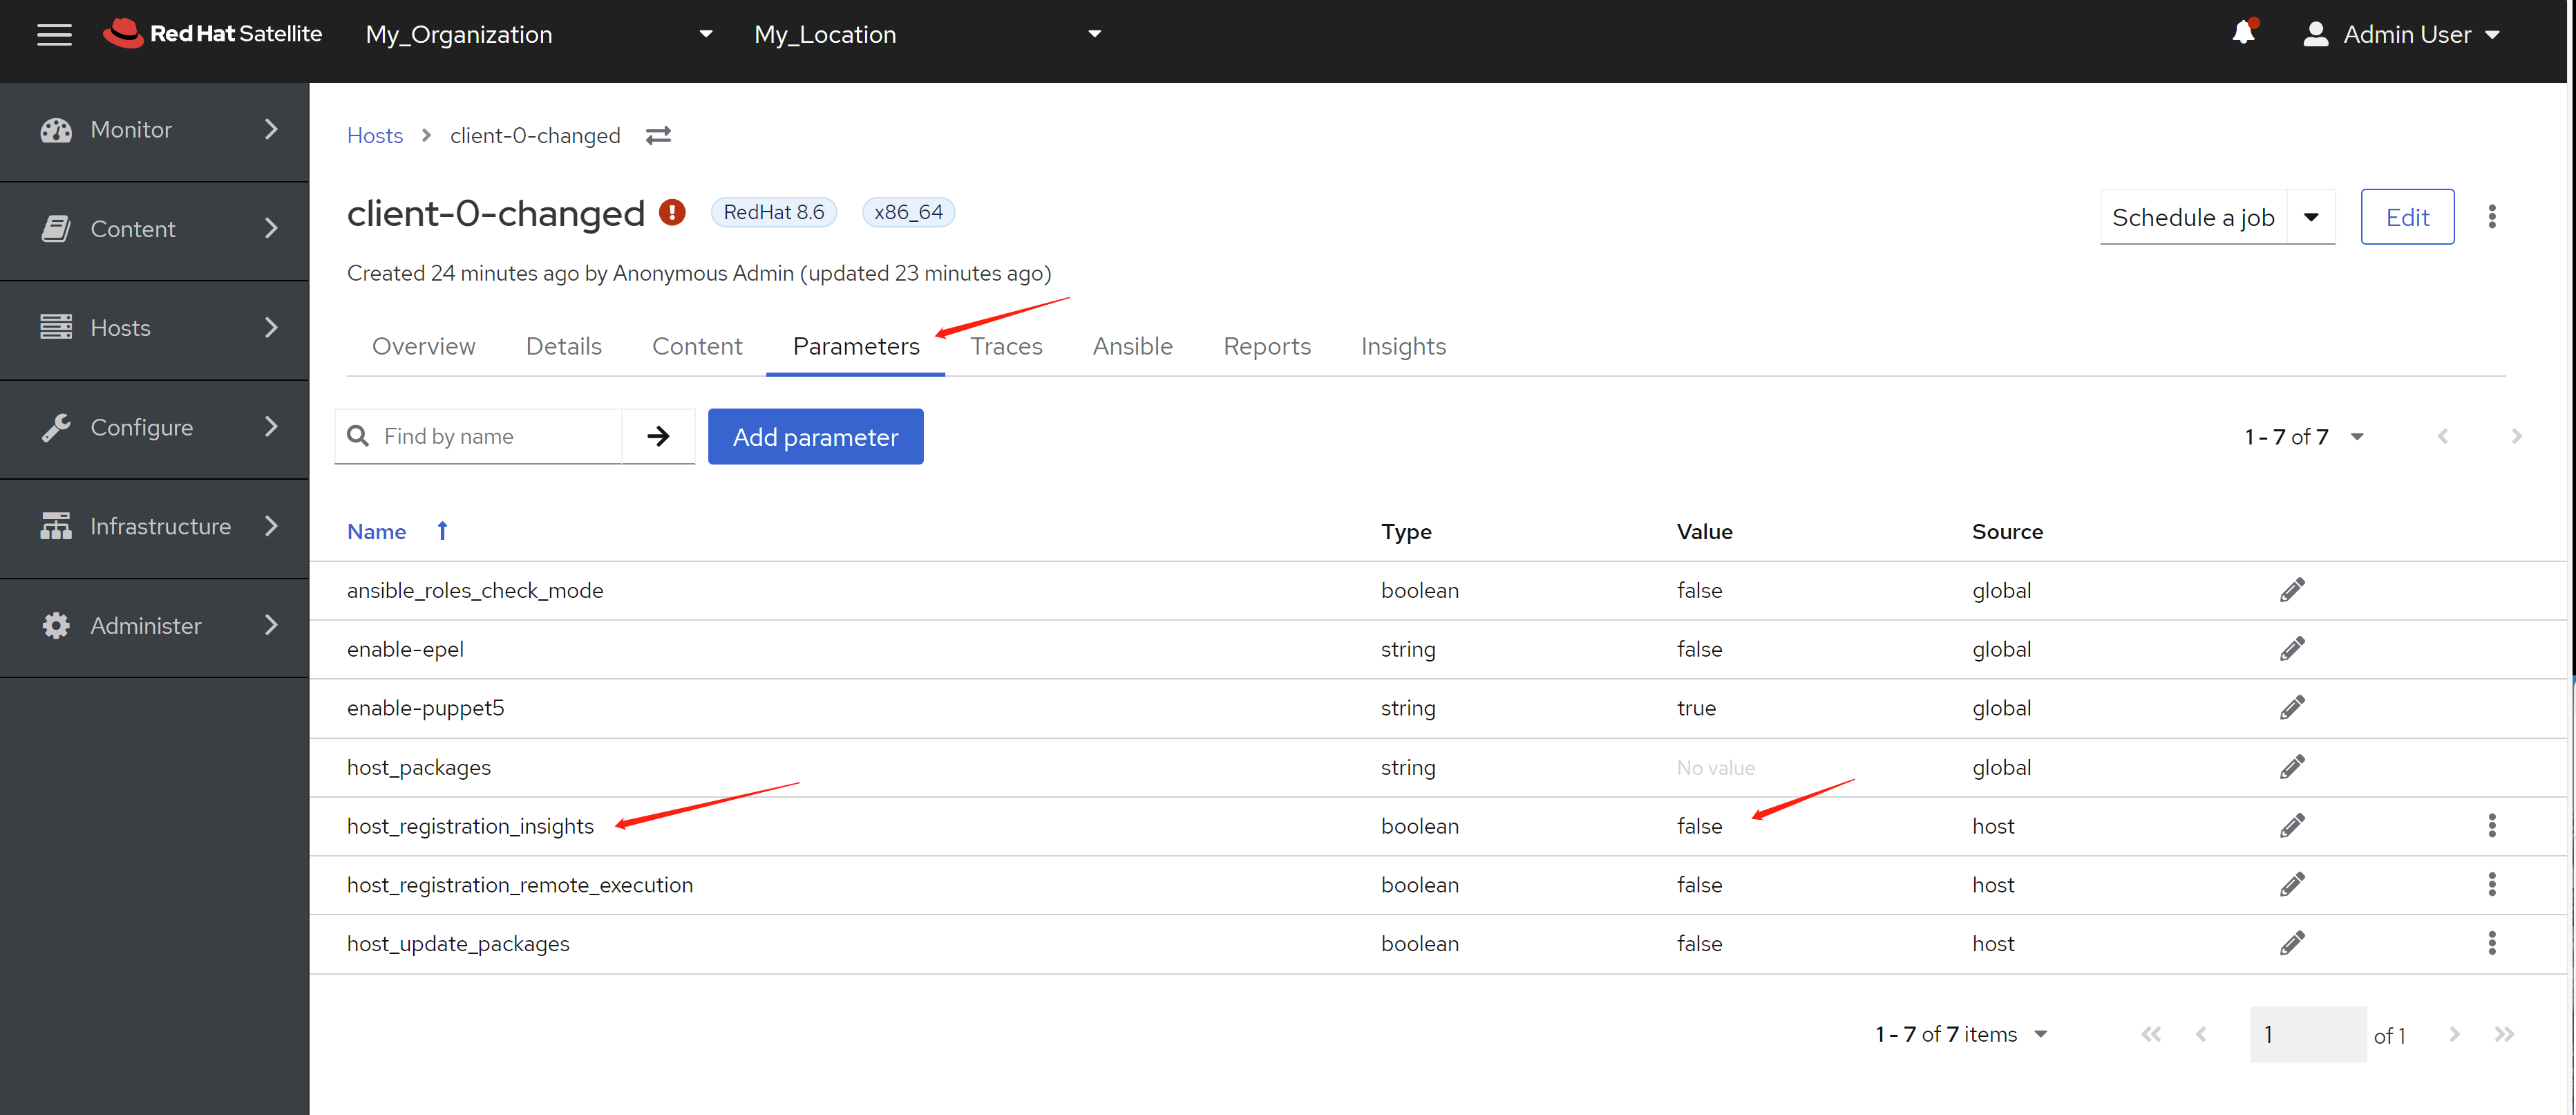 Red Hat Satellite My_Organization My_Location Admin User
Monitor
Content
Hosts
Configure
Infrastructure
Administer
Hosts client-0-changed
client-0-changed RedHat 8.6 x86_64 Schedule a job Edit
Created 24 minutes ago by Anonymous Admin (updated 23 minutes ago)
Overview Details Content Parameters Traces Ansible Reports Insights
Find by name Add parameter 1 - 7 of 7
Name Type Value Source
ansible_roles_check_mode boolean false global
enable-epel string false global
enable-puppet5 string true global
host_packages string No value global
host_registration_insights boolean false host
host_registration_remote_execution boolean false host
host_update_packages boolean false host
1 - 7 of 7 items 1 of 1